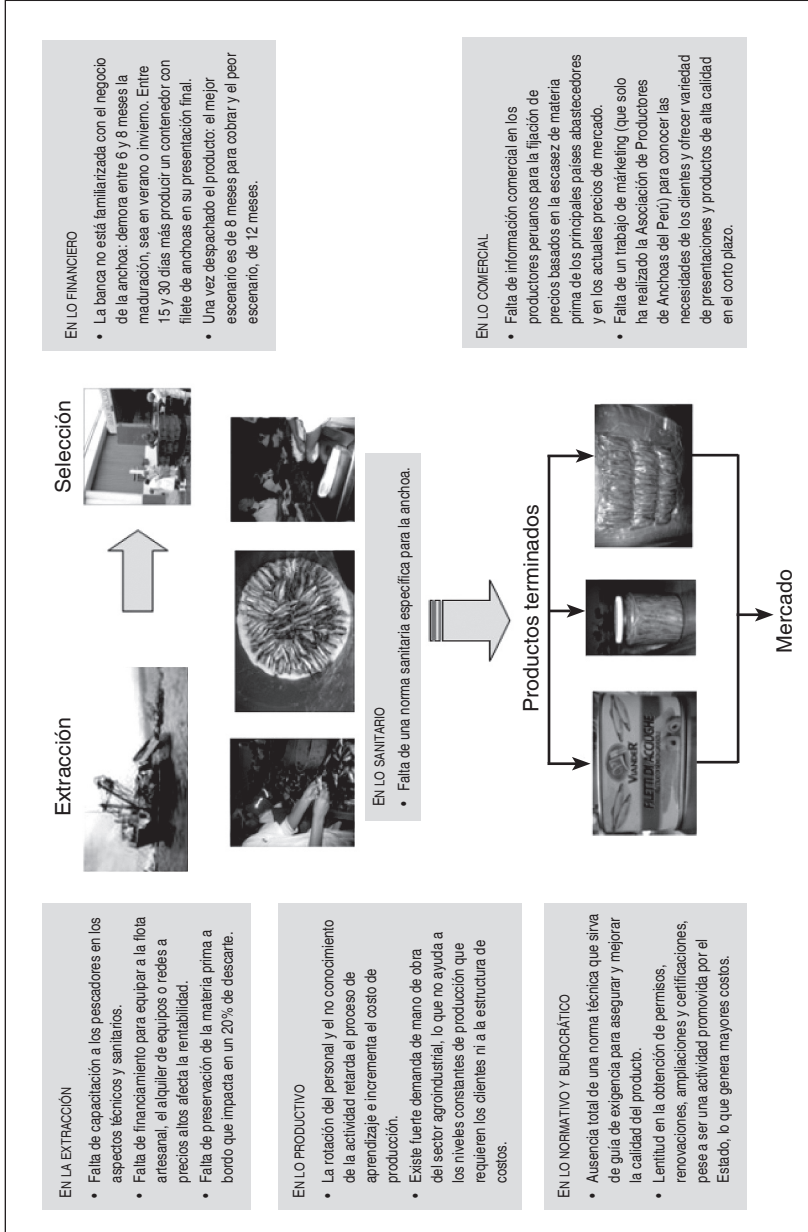 EN LA EXTRACCIÓN
• Falta de capacitación a los pescadores en los
aspectos técnicos y sanitarios.
• Falta de financiamiento para equipar a la flota
artesanal, el alquiler de equipos o redes a
precios altos afecta la rentabilidad.
• Falta de preservación de la materia prima a
bordo que impacta en un 20% de descarte.
EN LO PRODUCTIVO
• La rotación del personal y el no conocimiento
de la actividad retarda el proceso de
aprendizaje e incrementa el costo de
producción.
• Existe fuerte demanda de mano de obra
del sector agroindustrial, lo que no ayuda a
los niveles constantes de producción que
requieren los clientes ni a la estructura de
costos.
EN LO NORMATIVO Y BUROCRÁTICO
• Ausencia total de una norma técnica que sirva
de guía de exigencia para asegurar y mejorar
la calidad del producto.
• Lentitud en la obtención de permisos,
renovaciones, ampliaciones y certificaciones,
pese a ser una actividad promovida por el
Estado, lo que genera mayores costos.
Extracción
Selección
EN LO SANITARIO
• Falta de una norma sanitaria específica para la anchoa.
Productos terminados
VIANDER
FILETTI DI ACCIUGHE
Mercado
EN LO FINANCIERO
• La banca no está familiarizada con el negocio
de la anchoa: demora entre 6 y 8 meses la
maduración, sea en verano o invierno. Entre
15 y 30 días más producir un contenedor con
filete de anchoas en su presentación final.
• Una vez despachado el producto: el mejor
escenario es de 8 meses para cobrar y el peor
escenario, de 12 meses.
EN LO COMERCIAL
• Falta de información comercial en los
productores peruanos para la fijación de
precios basados en la escasez de materia
prima de los principales países abastecedores
y en los actuales precios de mercado.
• Falta de un trabajo de márketing (que solo
ha realizado la Asociación de Productores
de Anchoas del Perú) para conocer las
necesidades de los clientes y ofrecer variedad
de presentaciones y productos de alta calidad
en el corto plazo.